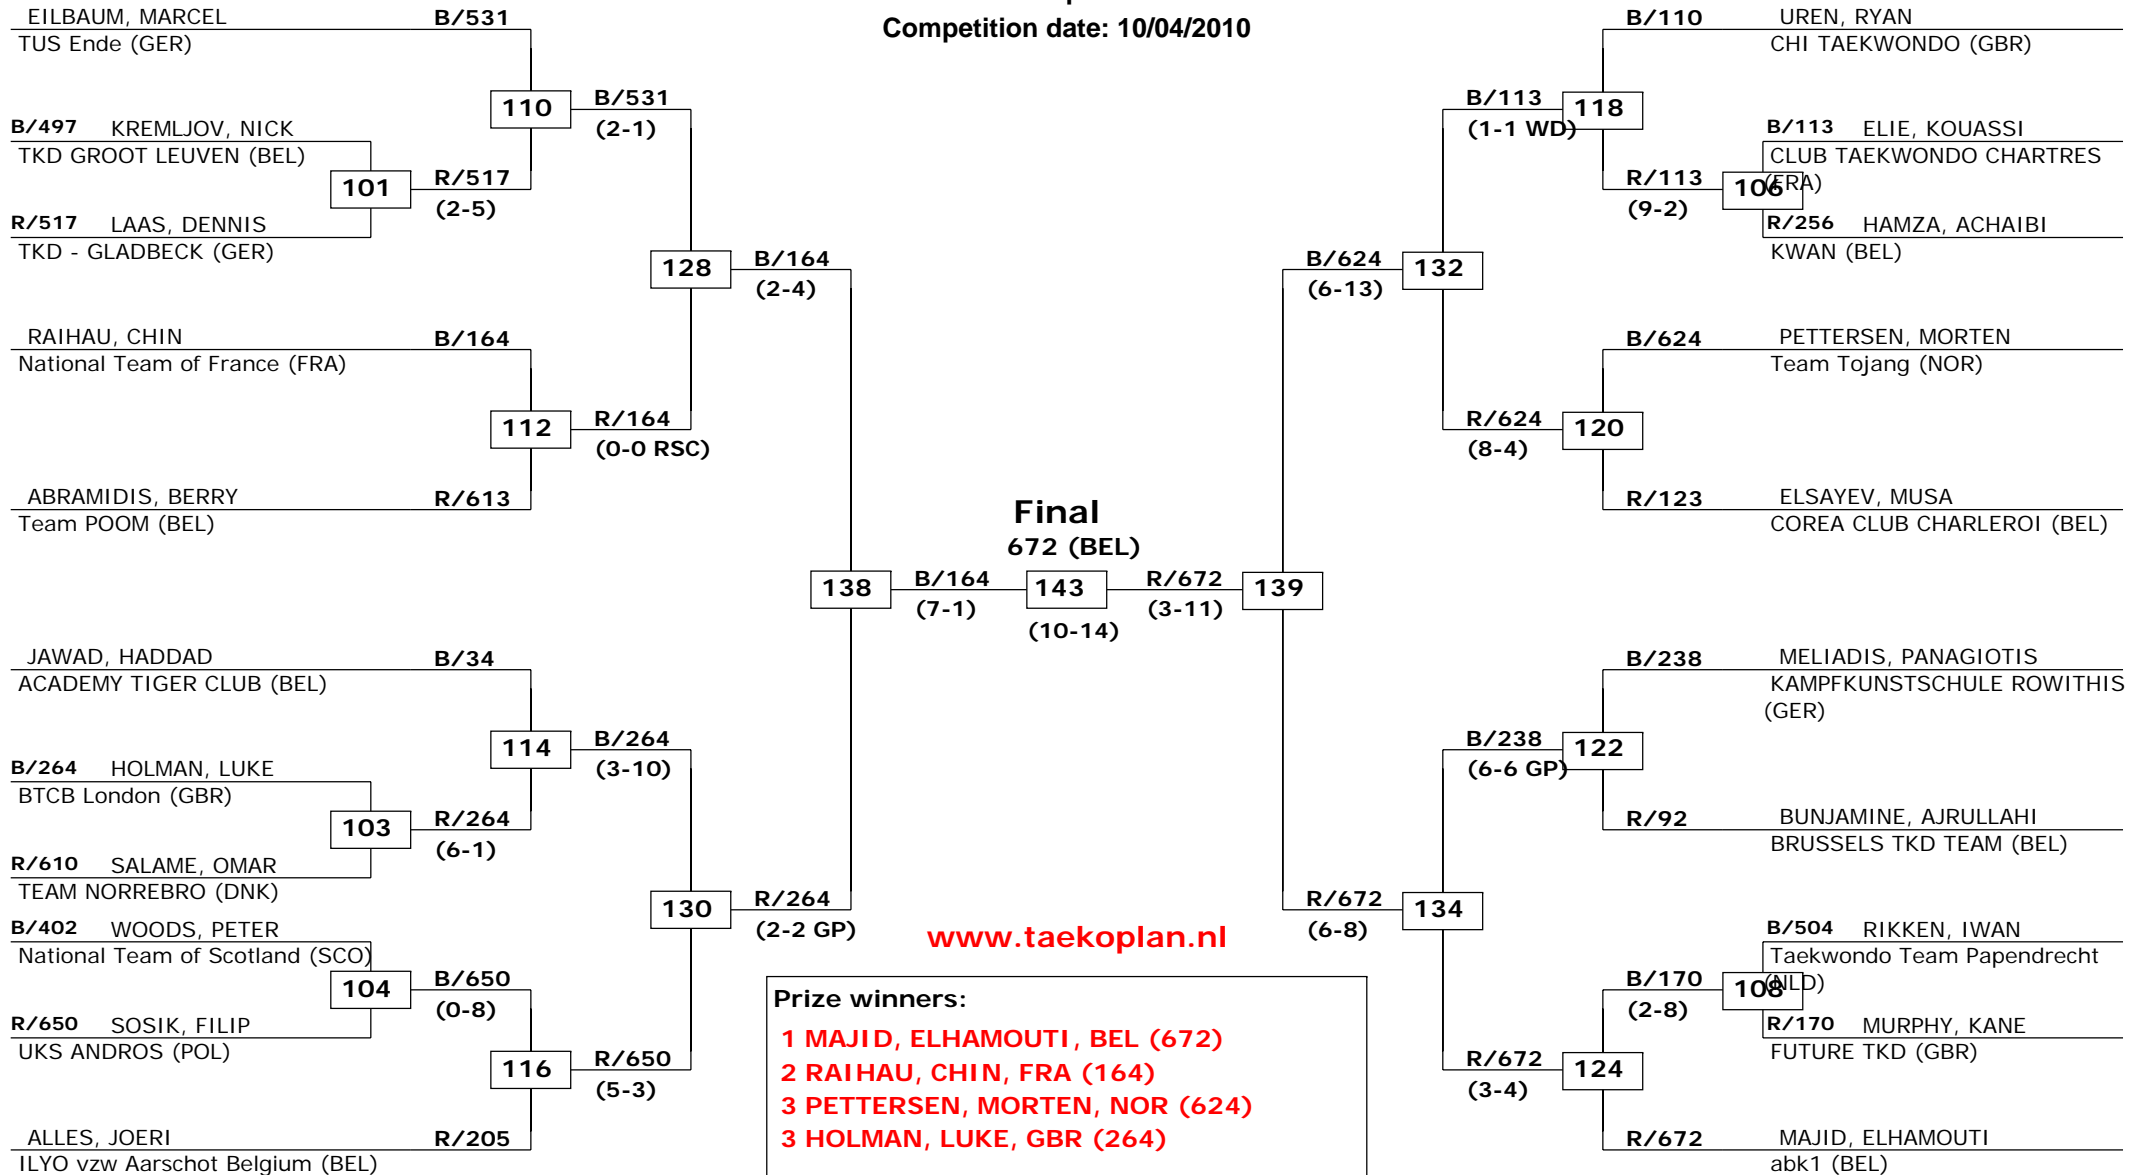 Competition date: 10/04/2010
EILBAUM, MARCEL B/531
TUS Ende (GER)
110
B/531
(2-1)
B/497 KREMLJOV, NICK
TKD GROOT LEUVEN (BEL)
101
R/517
(2-5)
R/517 LAAS, DENNIS
TKD - GLADBECK (GER)
128
B/164
(2-4)
RAIHAU, CHIN B/164
National Team of France (FRA)
112
R/164
(0-0 RSC)
ABRAMIDIS, BERRY R/613
Team POOM (BEL)
138
B/164
(7-1)
JAWAD, HADDAD B/34
ACADEMY TIGER CLUB (BEL)
114
B/264
(3-10)
B/264 HOLMAN, LUKE
BTCB London (GBR)
103
R/264
(6-1)
R/610 SALAME, OMAR
TEAM NORREBRO (DNK)
130
R/264
(2-2 GP)
B/402 WOODS, PETER
National Team of Scotland (SCO)
104
B/650
(0-8)
R/650 SOSIK, FILIP
UKS ANDROS (POL)
116
R/650
(5-3)
ALLES, JOERI R/205
ILYO vzw Aarschot Belgium (BEL)
Final
672 (BEL)
143
(10-14)
R/672
(3-11)
139
B/110 UREN, RYAN
CHI TAEKWONDO (GBR)
B/113
(1-1 WD)
118
B/113 ELIE, KOUASSI
CLUB TAEKWONDO CHARTRES
(FRA)
R/113
(9-2)
106
R/256 HAMZA, ACHAIBI
KWAN (BEL)
B/624
(6-13)
132
B/624 PETTERSEN, MORTEN
Team Tojang (NOR)
R/624
(8-4)
120
R/123 ELSAYEV, MUSA
COREA CLUB CHARLEROI (BEL)
B/238 MELIADIS, PANAGIOTIS
KAMPFKUNSTSCHULE ROWITHIS
(GER)
B/238
(6-6 GP)
122
R/92 BUNJAMINE, AJRULLAHI
BRUSSELS TKD TEAM (BEL)
R/672
(6-8)
134
B/504 RIKKEN, IWAN
Taekwondo Team Papendrecht
(NLD)
B/170
(2-8)
108
R/170 MURPHY, KANE
FUTURE TKD (GBR)
R/672
(3-4)
124
R/672 MAJID, ELHAMOUTI
abk1 (BEL)
www.taekoplan.nl
Prize winners:
1 MAJID, ELHAMOUTI, BEL (672)
2 RAIHAU, CHIN, FRA (164)
3 PETTERSEN, MORTEN, NOR (624)
3 HOLMAN, LUKE, GBR (264)